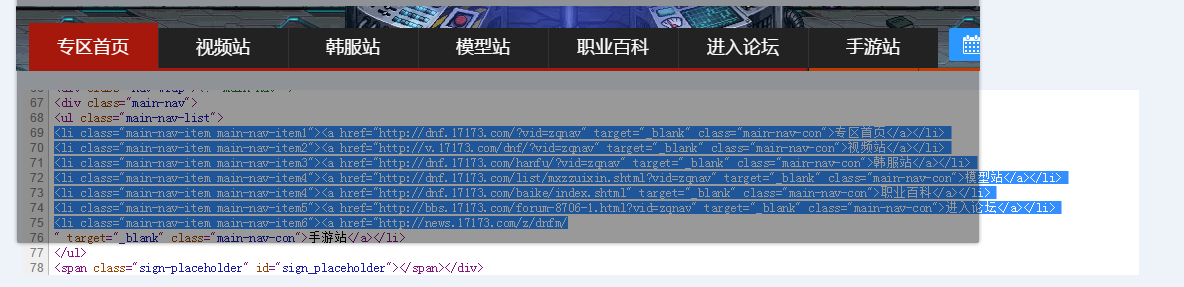 专区首页 视频站 韩服站 模型站 职业百科 进入论坛 手游站
67 <div class="main-nav">
68 <ul class="main-nav-list">
69 <li class="main-nav-item main-nav-item1"><a href="http://dnf.17173.com/?vid=zqnav" target="_blank" class="main-nav-con">专区首页</a></li>
70 <li class="main-nav-item main-nav-item2"><a href="http://v.17173.com/dnf/?vid=zqnav" target="_blank" class="main-nav-con">视频站</a></li>
71 <li class="main-nav-item main-nav-item3"><a href="http://dnf.17173.com/hanfu/?vid=zqnav" target="_blank" class="main-nav-con">韩服站</a></li>
72 <li class="main-nav-item main-nav-item4"><a href="http://dnf.17173.com/list/mxzzuixin.shtml?vid=zqnav" target="_blank" class="main-nav-con">模型站</a></li>
73 <li class="main-nav-item main-nav-item4"><a href="http://dnf.17173.com/baike/index.shtml" target="_blank" class="main-nav-con">职业百科</a></li>
74 <li class="main-nav-item main-nav-item5"><a href="http://bbs.17173.com/forum-8706-1.html?vid=zqnav" target="_blank" class="main-nav-con">进入论坛</a></li>
75 <li class="main-nav-item main-nav-item6"><a href="http://news.17173.com/z/dnfm/
76 " target="_blank" class="main-nav-con">手游站</a></li>
77 </ul>
78 <span class="sign-placeholder" id="sign_placeholder"></span></div>